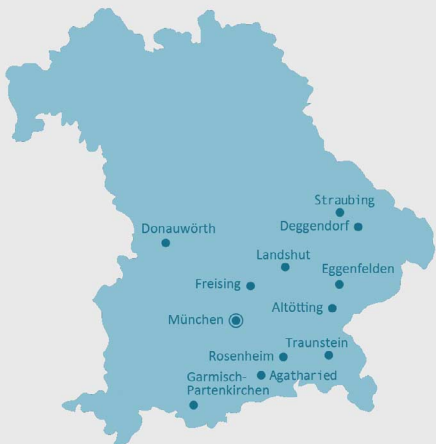 Straubing
Deggendorf
Donauwörth
Landshut
Eggenfelden
Freising
Altötting
München
Traunstein
Rosenheim
Agatharied
Garmisch-
Partenkirchen